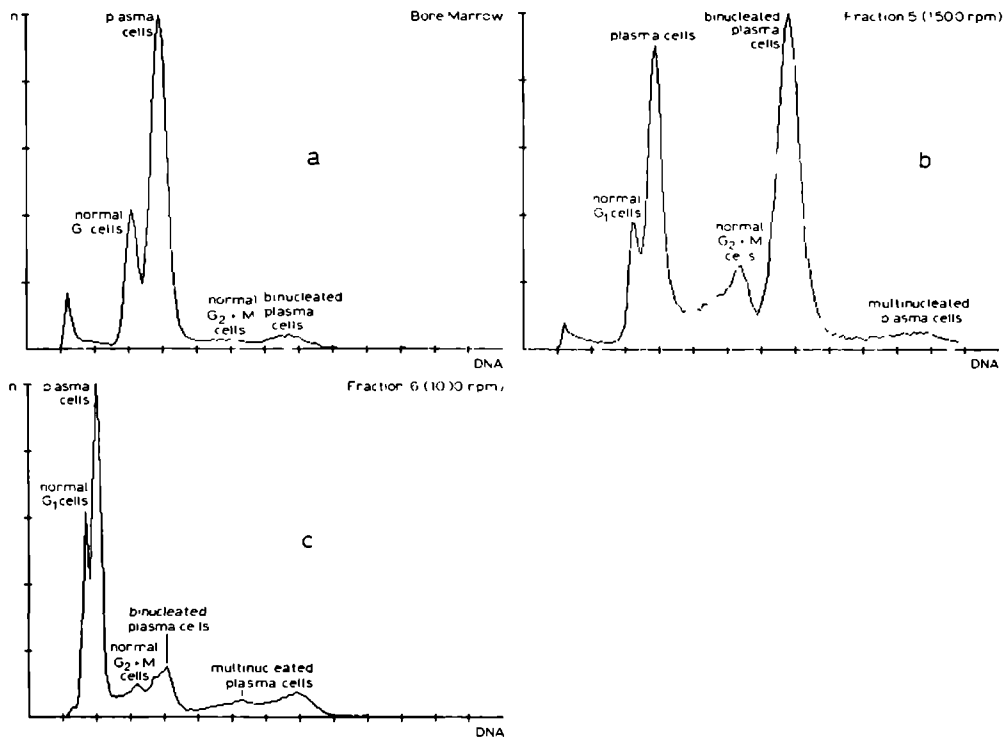 n
plasma
cells
Bore Marrow
a
normal
G cells
normal
G2 + M
cells
binucleated
plasma
cells
DNA
n
Fraction 5 (1500 rpm)
plasma cells
binucleated
plasma
cells
b
normal
G1 cells
normal
G2 + M
cells
multinucleated
plasma cells
DNA
n
plasma
cells
Fraction 6 (1000 rpm)
normal
G1 cells
c
binucleated
plasma cells
normal
G2 + M
cells
multinucleated
plasma cells
DNA